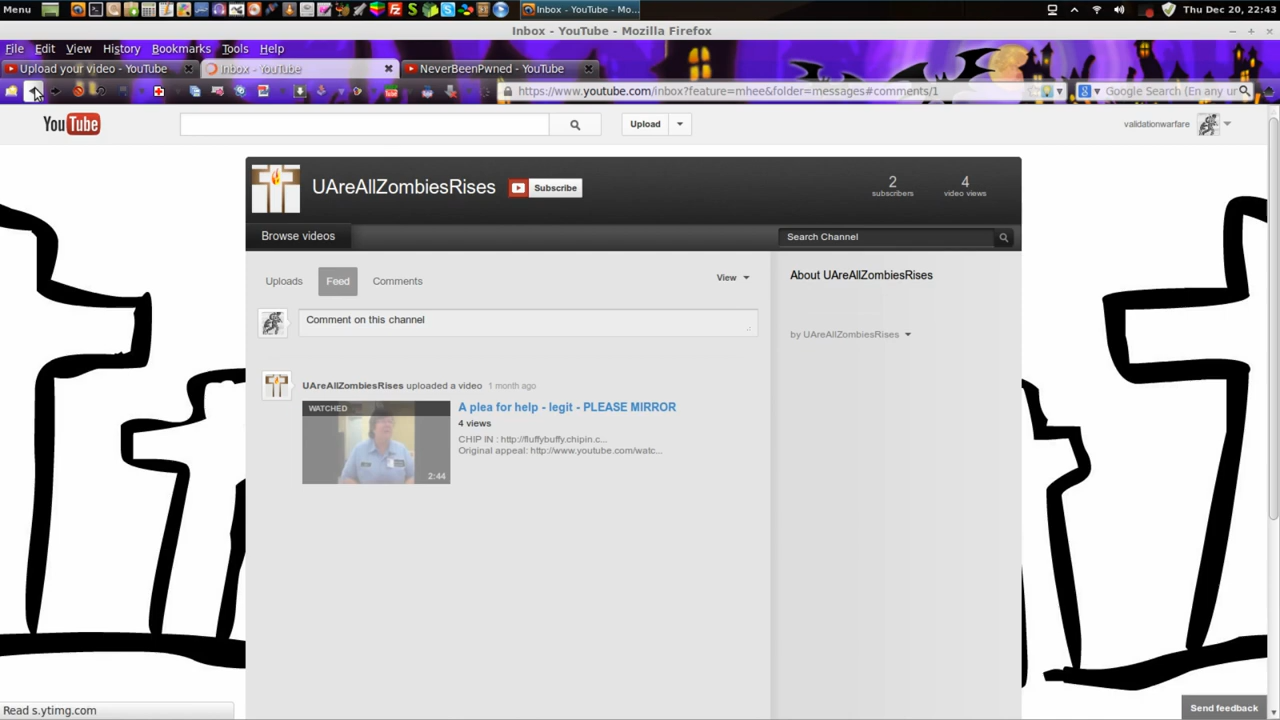 Menu
Inbox - YouTube - Mo...
Thu Dec 20, 22:43
Inbox - YouTube - Mozilla Firefox
File Edit View History Bookmarks Tools Help
Upload your video - YouTube
Inbox - YouTube
NeverBeenPwned - YouTube
https://www.youtube.com/inbox?feature=mhee&folder=messages#comments/1
Google Search (En any ur
YouTube
Upload
validationwarfare
UAreAllZombiesRises
Subscribe
2
subscribers
4
video views
Browse videos
Search Channel
Uploads
Feed
Comments
View
About UAreAllZombiesRises
Comment on this channel
by UAreAllZombiesRises
UAreAllZombiesRises uploaded a video 1 month ago
WATCHED
A plea for help - legit - PLEASE MIRROR
4 views
CHIP IN : http://fluffybuffy.chipin.c...
Original appeal: http://www.youtube.com/watc...
2:44
Read s.ytimg.com
Send feedback